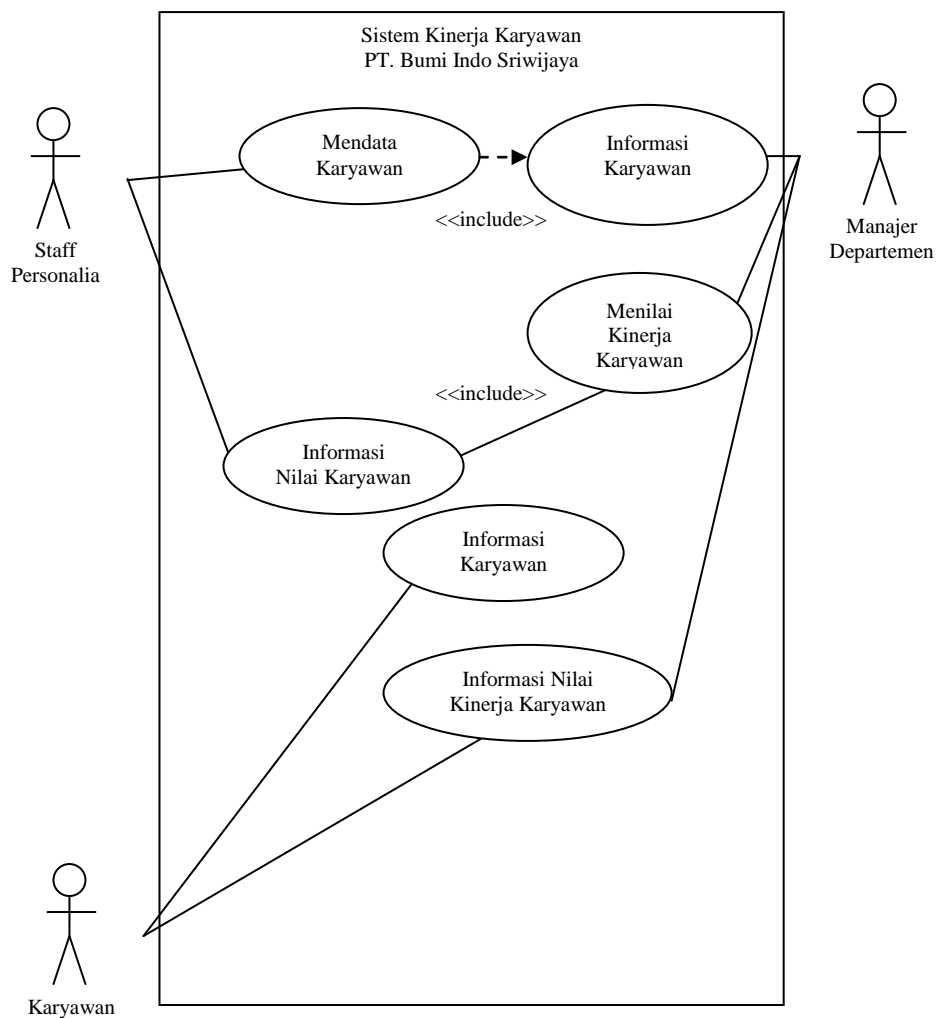 Sistem Kinerja Karyawan
PT. Bumi Indo Sriwijaya
Mendata
Karyawan
Informasi
Karyawan
<<include>>
Staff
Personalia
Manajer
Departemen
Menilai
Kinerja
Karyawan
<<include>>
Informasi
Nilai Karyawan
Informasi
Karyawan
Informasi Nilai
Kinerja Karyawan
Karyawan